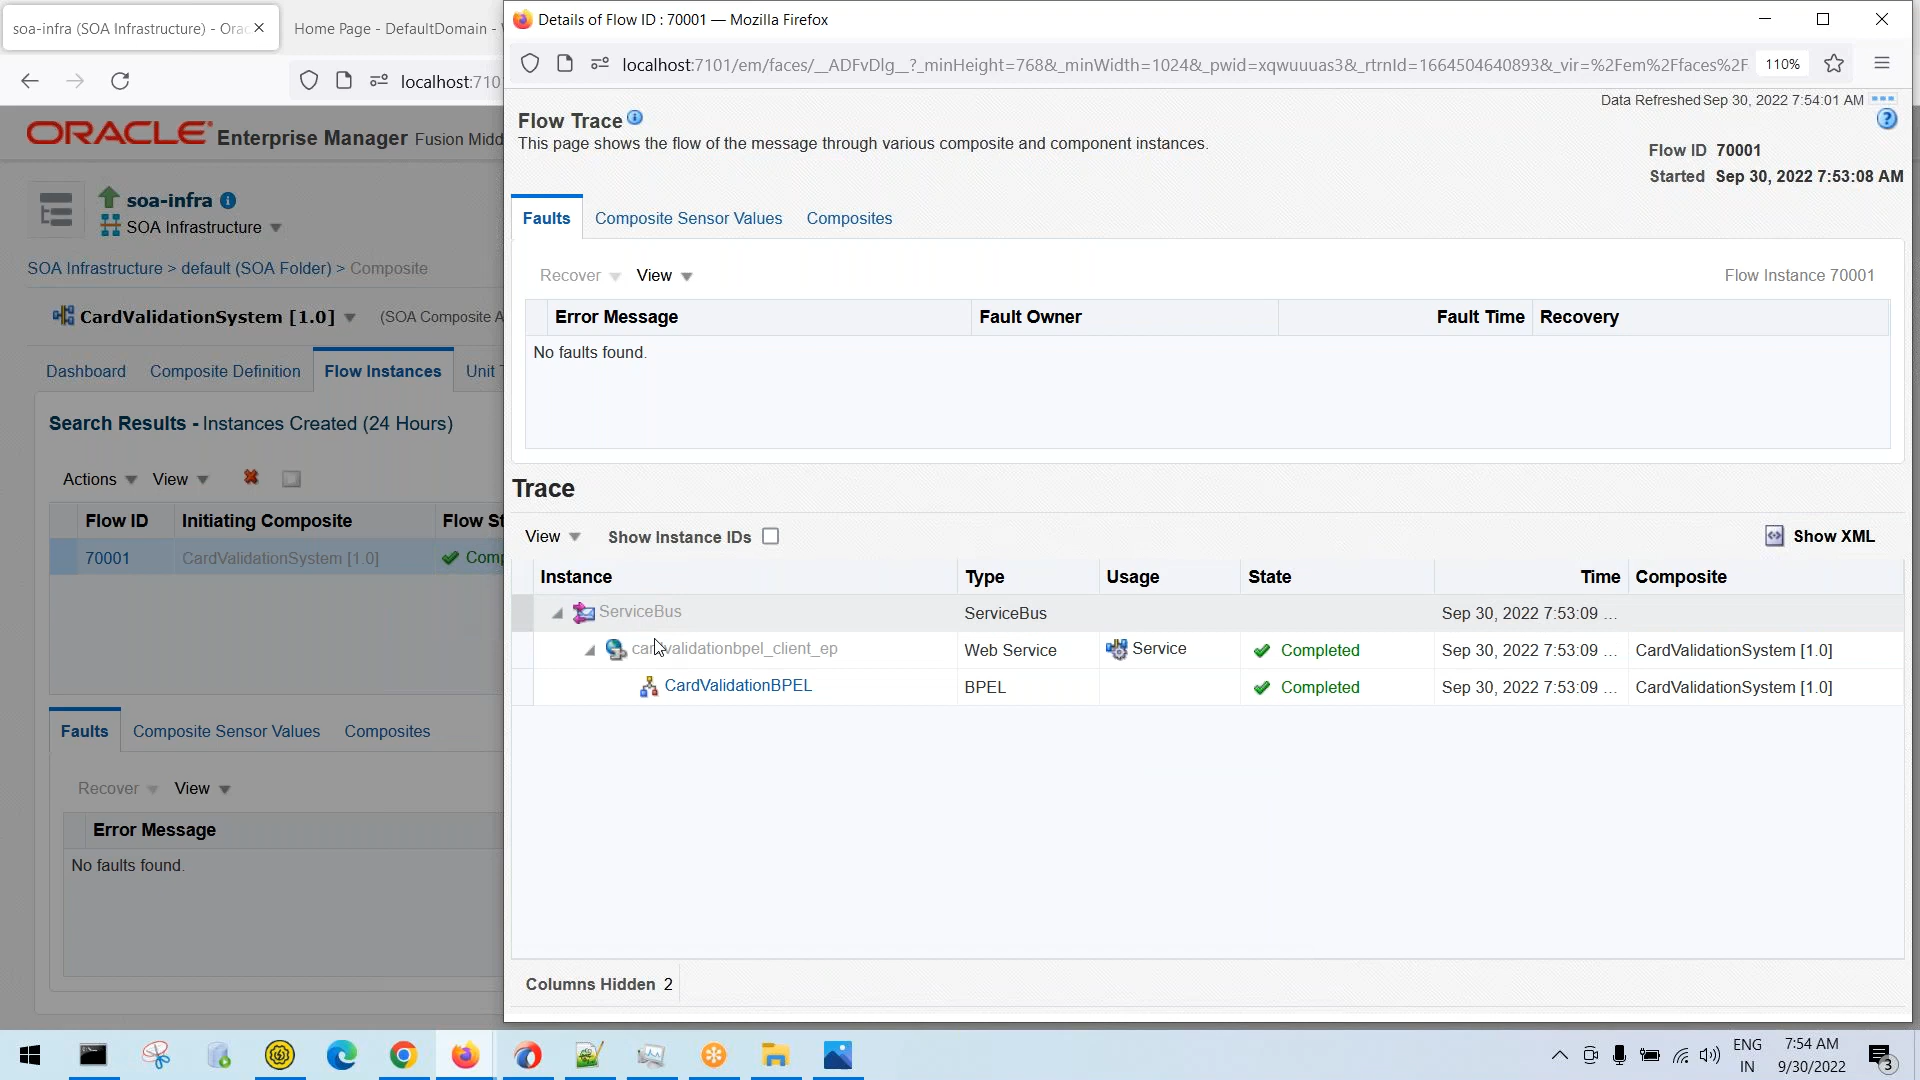 soa-infra (SOA Infrastructure) - Orac
Home Page - DefaultDomain -
localhost:710
ORACLE Enterprise Manager Fusion Midd
soa-infra
SOA Infrastructure
SOA Infrastructure > default (SOA Folder) > Composite
CardValidationSystem [1.0] (SOA Composite A
Dashboard Composite Definition Flow Instances Unit
Search Results - Instances Created (24 Hours)
Actions View
Flow ID Initiating Composite Flow St
70001 CardValidationSystem [1.0] Comp
Faults Composite Sensor Values Composites
Recover View
Error Message
No faults found.
Details of Flow ID : 70001 — Mozilla Firefox
localhost:7101/em/faces/__ADFvDlg__?_minHeight=768&_minWidth=1024&_pwid=xqwuuuas3&_rtrnId=1664504640893&_vir=%2Fem%2Ffaces%2F 110%
Data Refreshed Sep 30, 2022 7:54:01 AM
Flow Trace
This page shows the flow of the message through various composite and component instances.
Flow ID 70001
Started Sep 30, 2022 7:53:08 AM
Faults Composite Sensor Values Composites
Recover View Flow Instance 70001
Error Message Fault Owner Fault Time Recovery
No faults found.
Trace
View Show Instance IDs Show XML
Instance Type Usage State Time Composite
ServiceBus ServiceBus Sep 30, 2022 7:53:09 ...
cardvalidationbpel_client_ep Web Service Service Completed Sep 30, 2022 7:53:09 ... CardValidationSystem [1.0]
CardValidationBPEL BPEL Completed Sep 30, 2022 7:53:09 ... CardValidationSystem [1.0]
Columns Hidden 2
ENG
IN
7:54 AM
9/30/2022
3